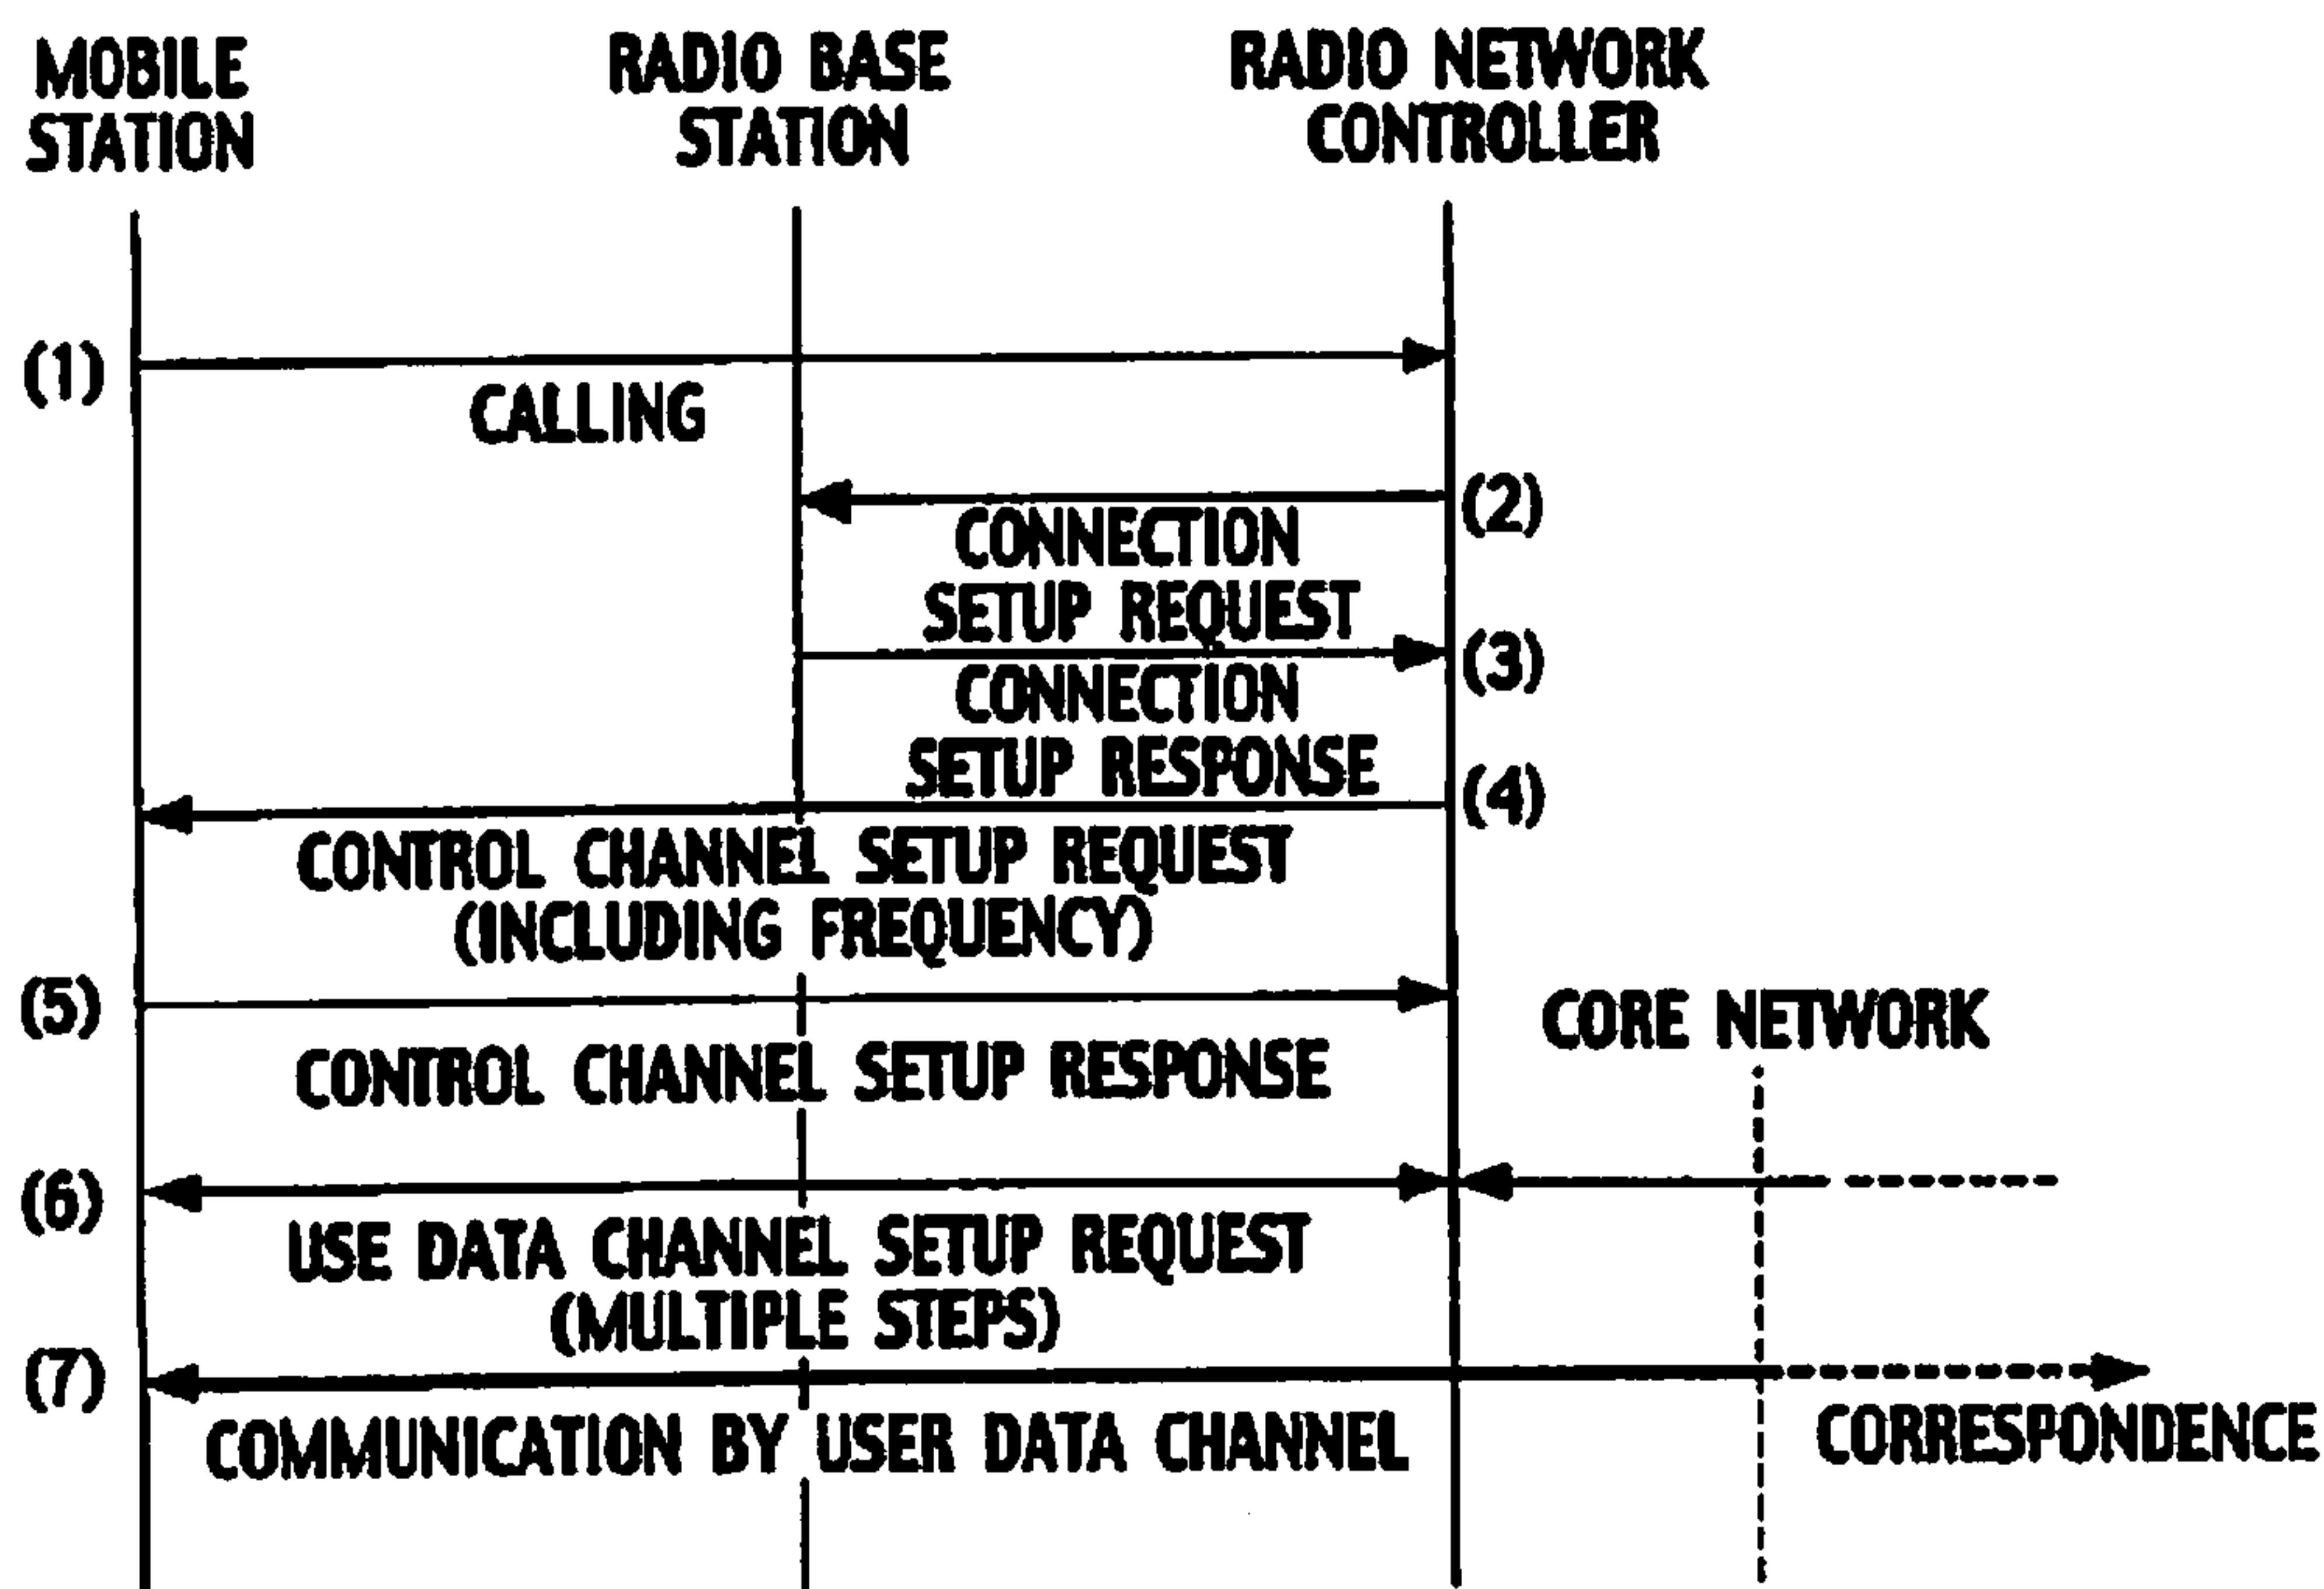 MOBILE
STATION
RADIO BASE
STATION
RADIO NETWORK
CONTROLLER
(1)
CALLING
(2)
CONNECTION
SETUP REQUEST
(3)
CONNECTION
SETUP RESPONSE
(4)
CONTROL CHANNEL SETUP REQUEST
(INCLUDING FREQUENCY)
(5)
CORE NETWORK
CONTROL CHANNEL SETUP RESPONSE
(6)
USE DATA CHANNEL SETUP REQUEST
(MULTIPLE STEPS)
(7)
COMMUNICATION BY USER DATA CHANNEL
CORRESPONDENCE